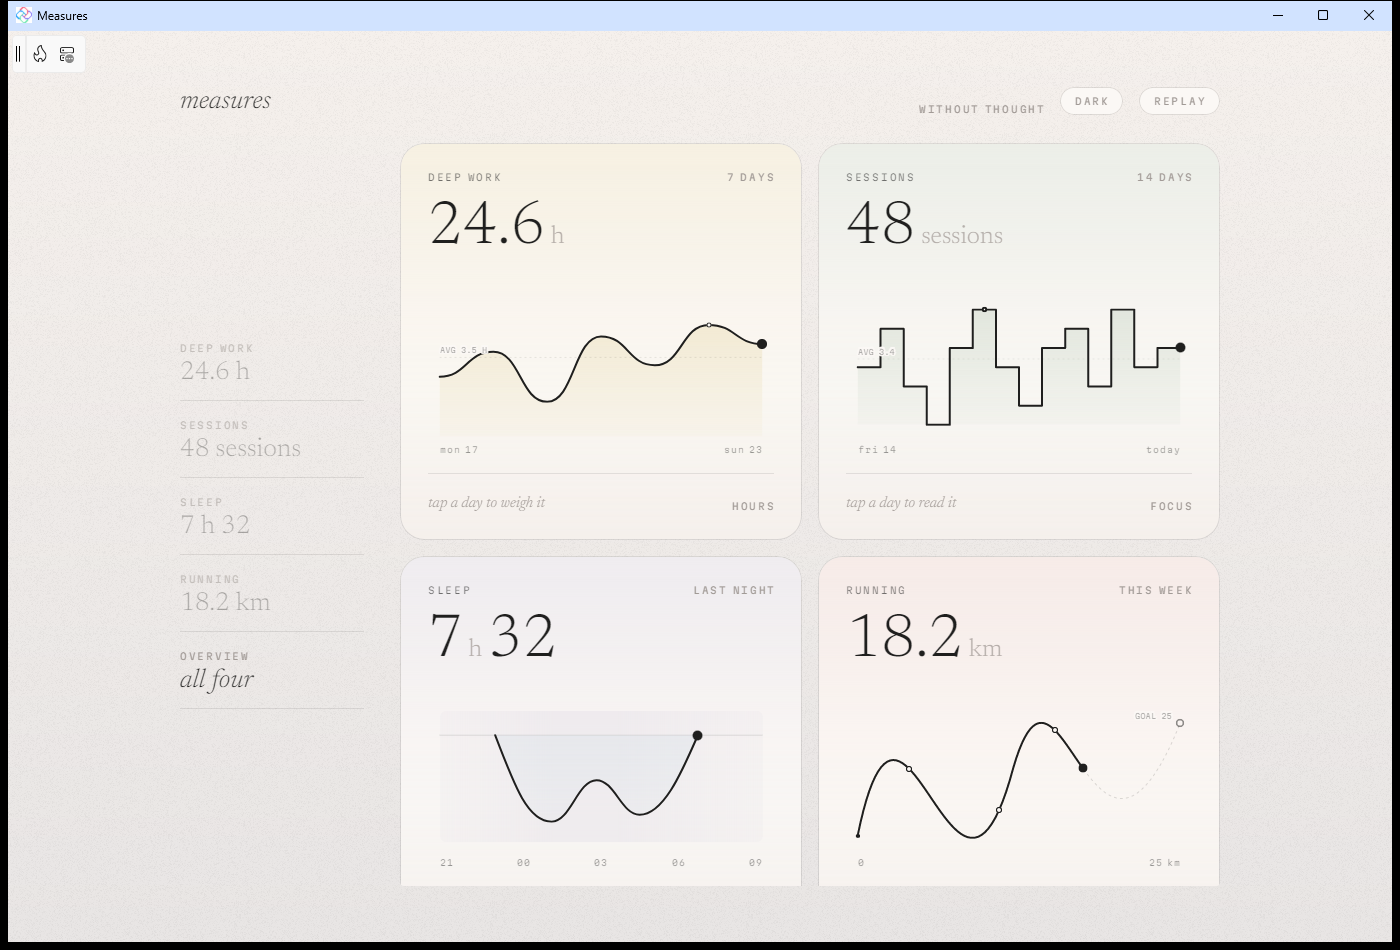 Measures
measures
WITHOUT THOUGHT
DARK
REPLAY
DEEP WORK
24.6 h
SESSIONS
48 sessions
SLEEP
7 h 32
RUNNING
18.2 km
OVERVIEW
all four
DEEP WORK 7 DAYS
24.6 h
AVG 3.5 H
mon 17 sun 23
tap a day to weigh it HOURS
SESSIONS 14 DAYS
48 sessions
AVG 3.4
fri 14 today
tap a day to read it FOCUS
SLEEP LAST NIGHT
7 h 32
21 00 03 06 09
RUNNING THIS WEEK
18.2 km
GOAL 25
0 25 km